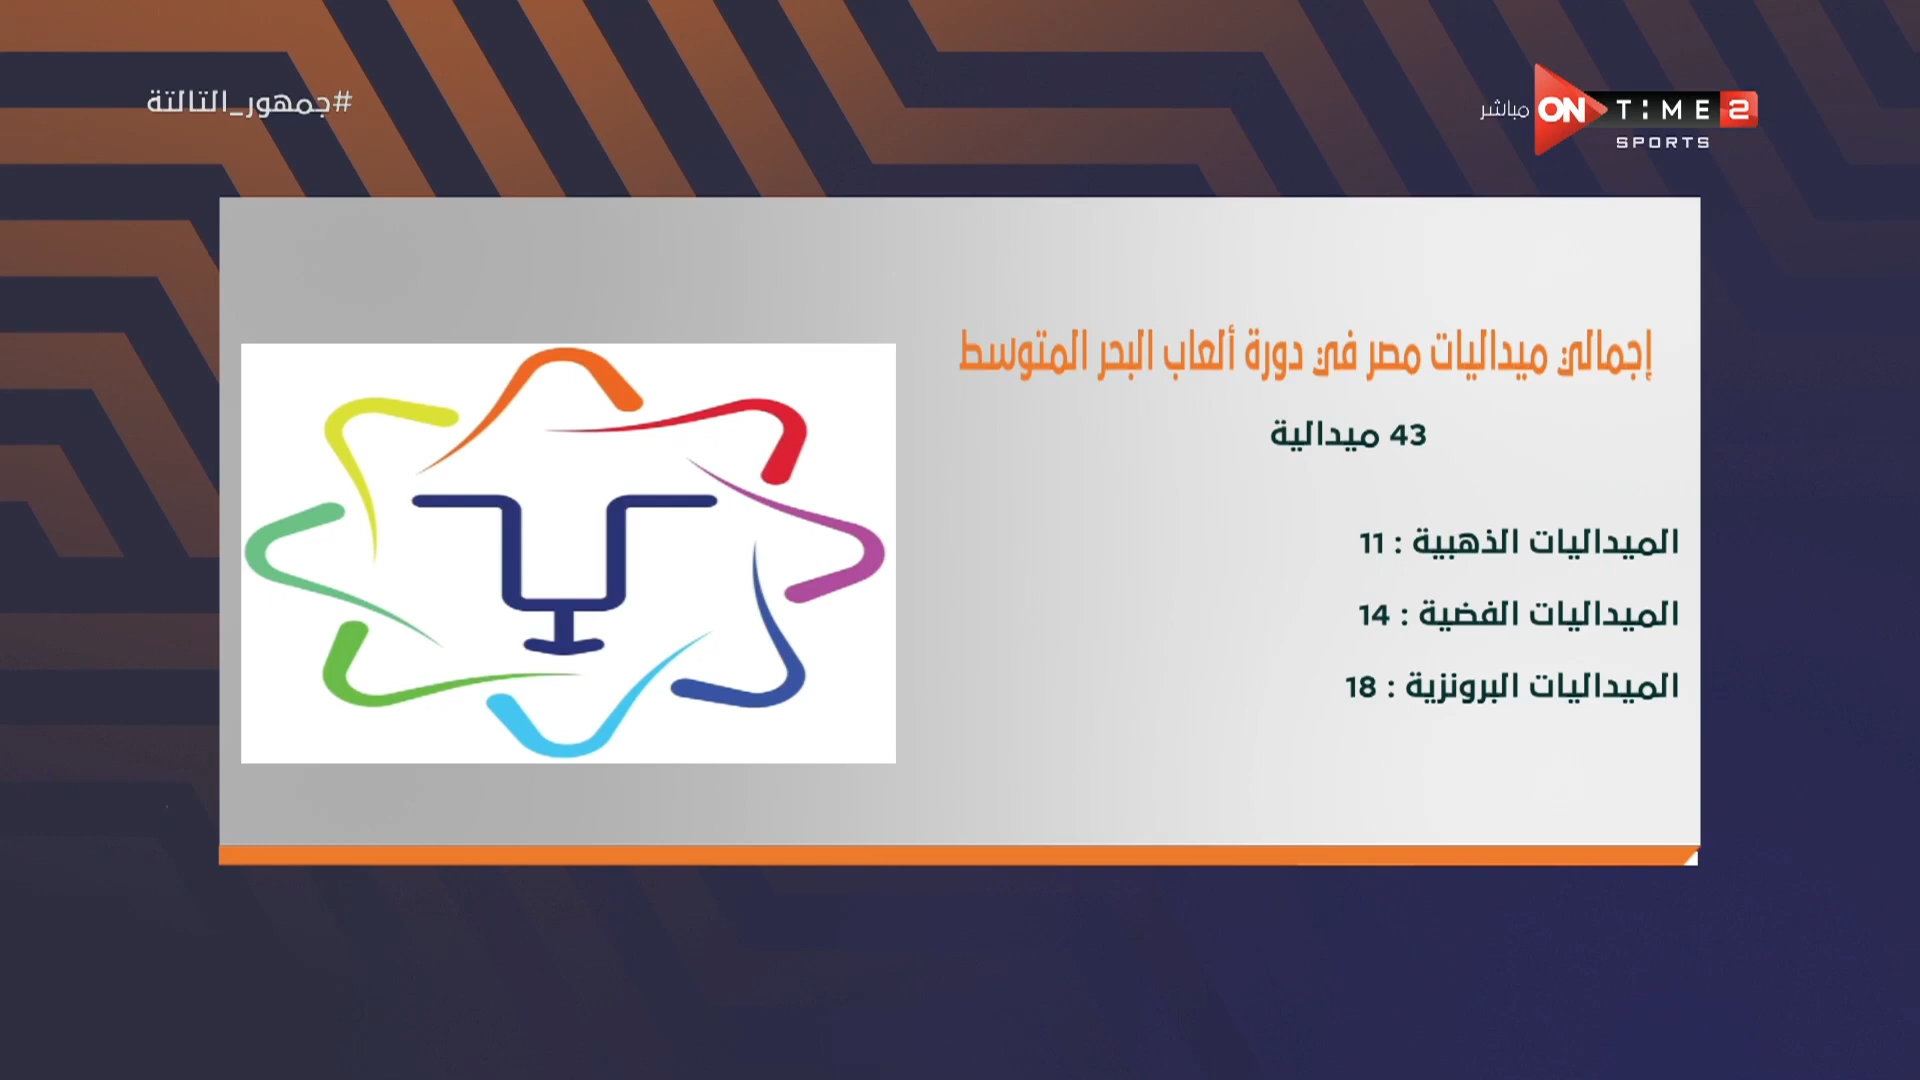 #جمهور_التالتة
مباشر
ON TIME 2
SPORTS
إجمالي ميداليات مصر في دورة ألعاب البحر المتوسط
43 ميدالية
الميداليات الذهبية : 11
الميداليات الفضية : 14
الميداليات البرونزية : 18